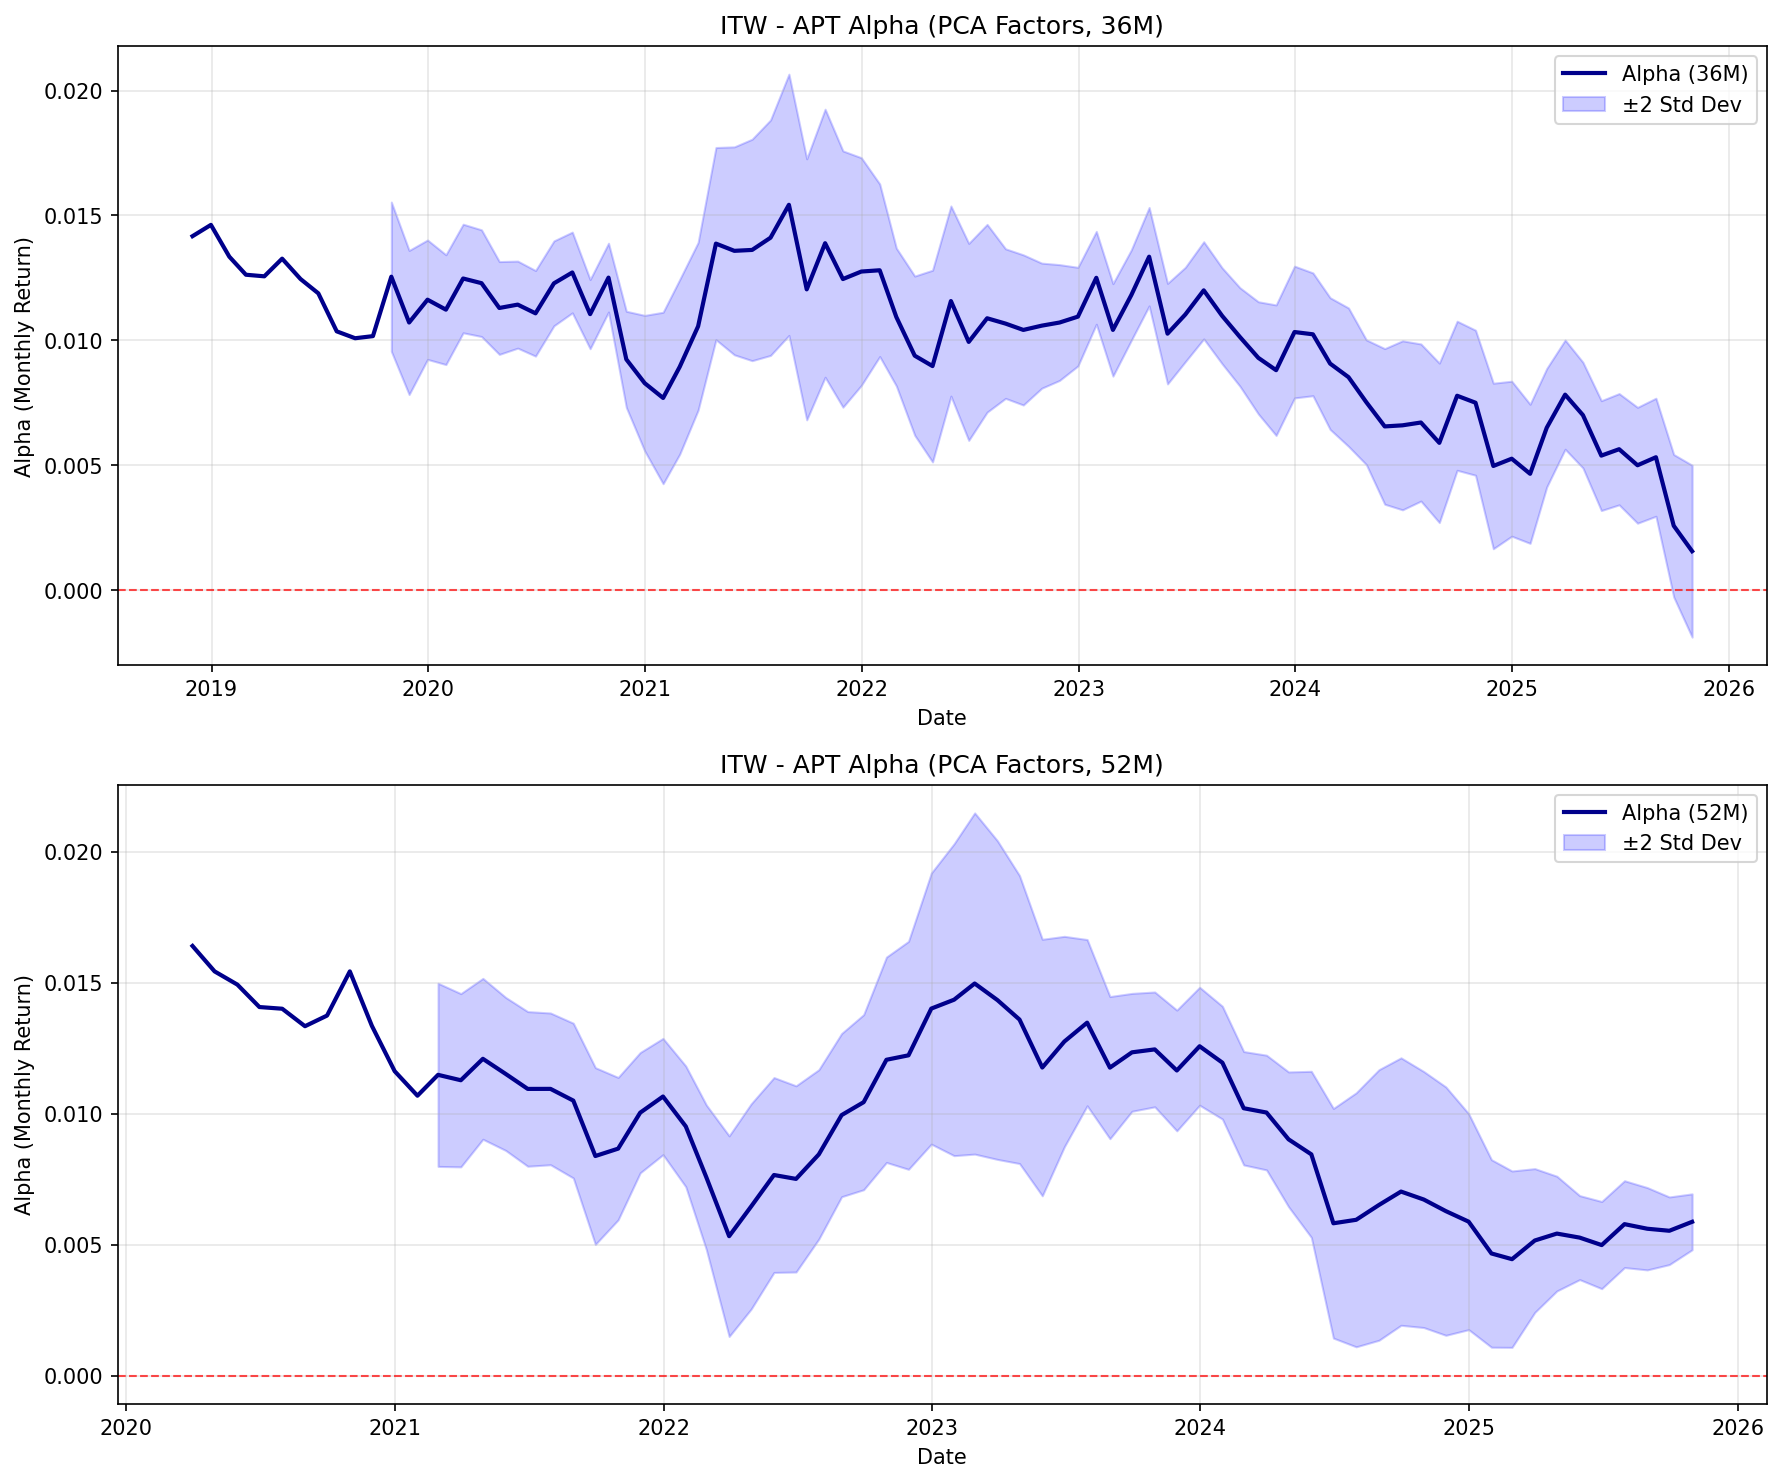 ITW - APT Alpha (PCA Factors, 36M)
Alpha (36M)
±2 Std Dev
Alpha (Monthly Return)
0.020
0.015
0.010
0.005
0.000
2019 2020 2021 2022 2023 2024 2025 2026
Date
ITW - APT Alpha (PCA Factors, 52M)
Alpha (52M)
±2 Std Dev
Alpha (Monthly Return)
0.020
0.015
0.010
0.005
0.000
2020 2021 2022 2023 2024 2025 2026
Date